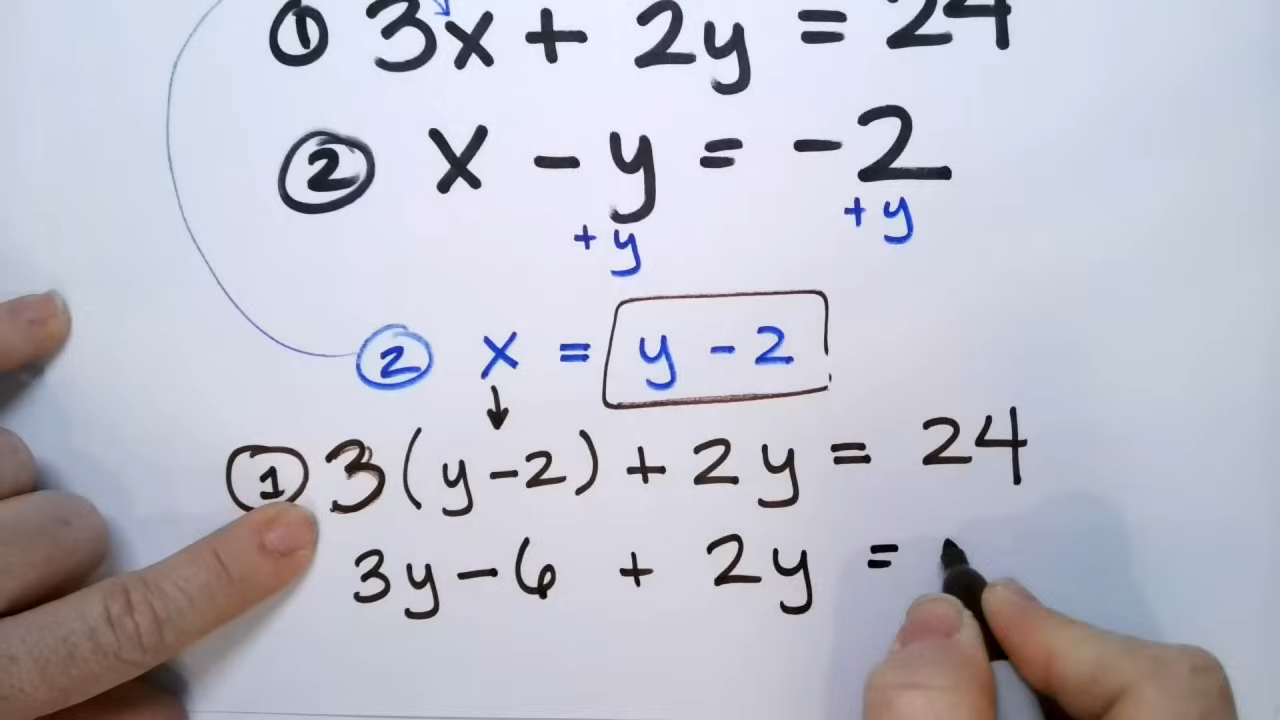 ① 3x + 2y = 24
② x - y = -2
+y +y
② x = y - 2
① 3(y-2) + 2y = 24
3y - 6 + 2y =